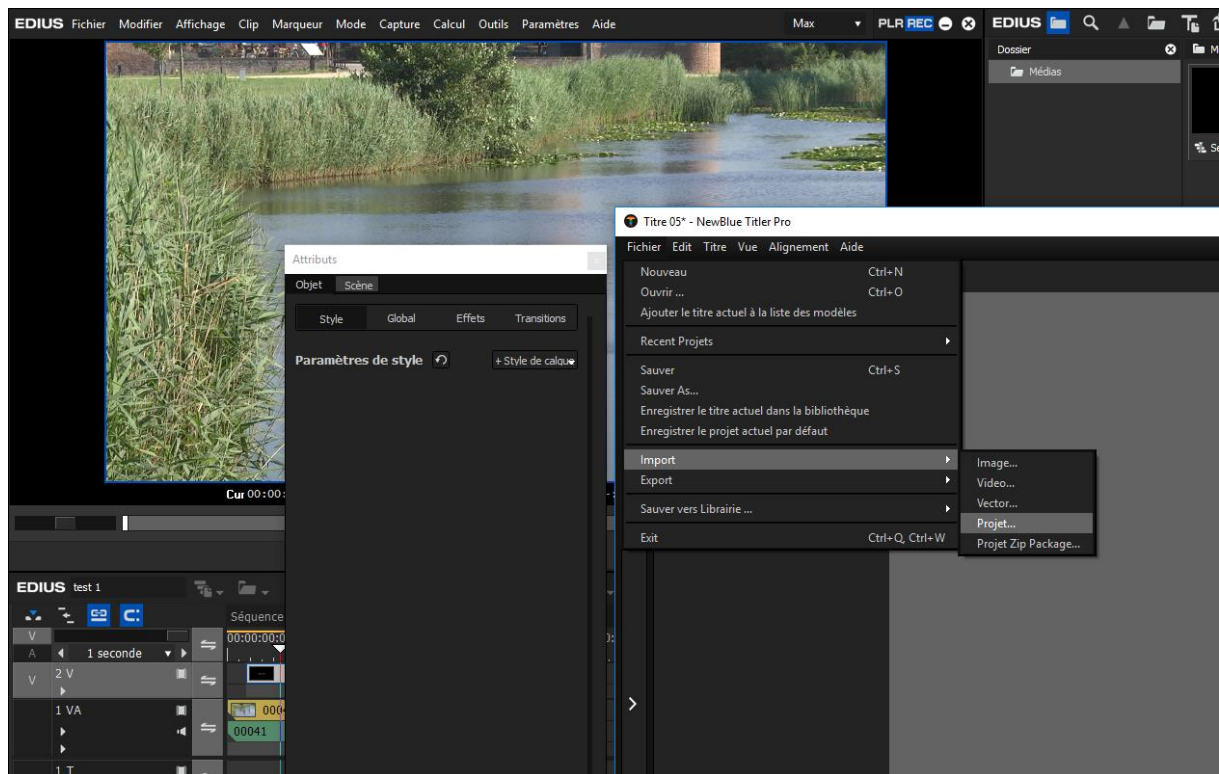 EDIUS Fichier Modifier Affichage Clip Marqueur Mode Capture Calcul Outils Paramètres Aide
Max
PLR REC
EDIUS
Dossier
Médias
Titre 05* - NewBlue Titler Pro
Fichier Edit Titre Vue Alignement Aide
Nouveau Ctrl+N
Ouvrir ... Ctrl+O
Ajouter le titre actuel à la liste des modèles
Recent Projets
Sauver Ctrl+S
Sauver As...
Enregistrer le titre actuel dans la bibliothèque
Enregistrer le projet actuel par défaut
Import
Export
Sauver vers Librairie ...
Exit Ctrl+Q, Ctrl+W
Image...
Video...
Vector...
Projet...
Projet Zip Package...
Attributs
Objet Scène
Style Global Effets Transitions
Paramètres de style
+ Style de calque
Cur 00:00:
EDIUS test 1
Séquence
V
A
1 seconde
00:00:00:0
V
2 V
1 VA
000
00041
1 T